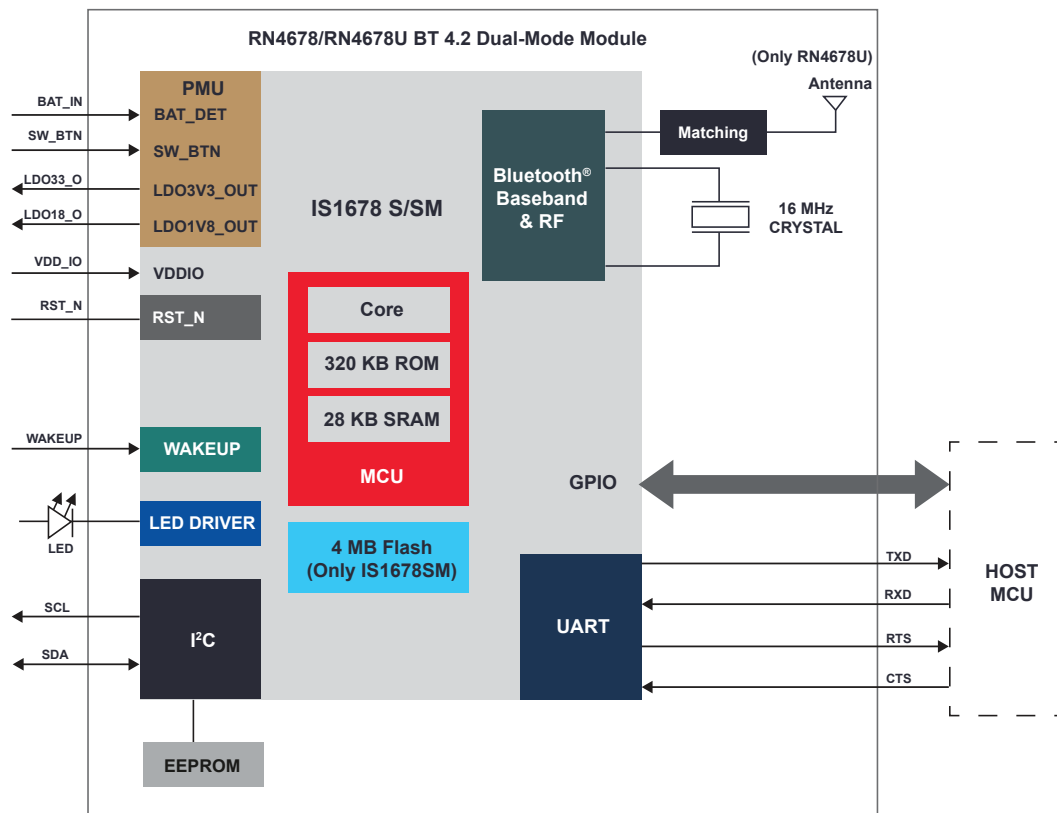 RN4678/RN4678U BT 4.2 Dual-Mode Module
(Only RN4678U)
Antenna
PMU
BAT_IN
BAT_DET
SW_BTN
SW_BTN
LDO33_O
LDO3V3_OUT
LDO18_O
LDO1V8_OUT
VDD_IO
VDDIO
RST_N
RST_N
IS1678 S/SM
Bluetooth®
Baseband
& RF
Matching
16 MHz
CRYSTAL
Core
320 KB ROM
28 KB SRAM
MCU
WAKEUP
WAKEUP
LED DRIVER
LED
4 MB Flash
(Only IS1678SM)
GPIO
SCL
SDA
I²C
EEPROM
UART
TXD
RXD
RTS
CTS
HOST
MCU